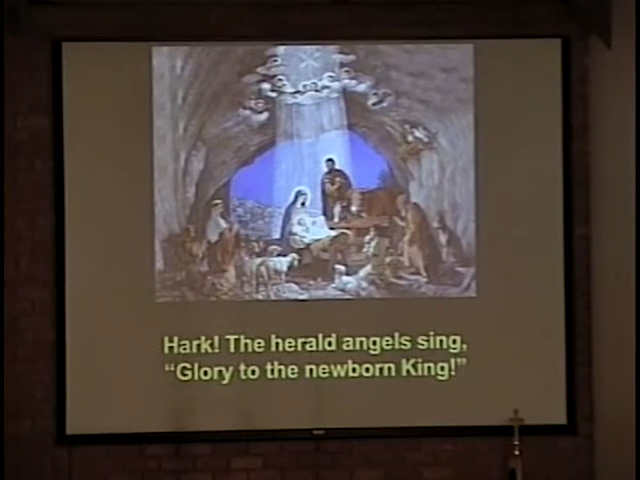 Hark! The herald angels sing,
“Glory to the newborn King!”